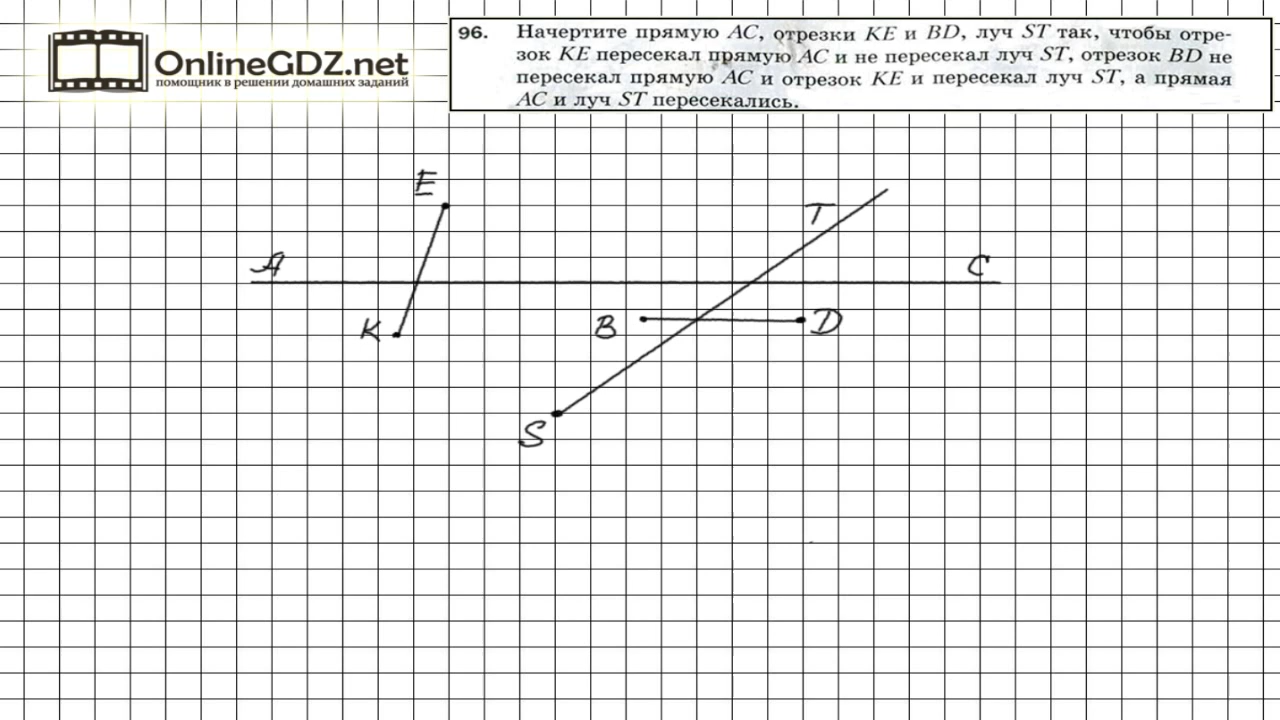 OnlineGDZ.net
помощник в решении домашних заданий
96. Начертите прямую AC, отрезки KE и BD, луч ST так, чтобы отре-
зок KE пересекал прямую AC и не пересекал луч ST, отрезок BD не
пересекал прямую AC и отрезок KE и пересекал луч ST, а прямая
AC и луч ST пересекались.
E
T
A
C
K
B
D
S